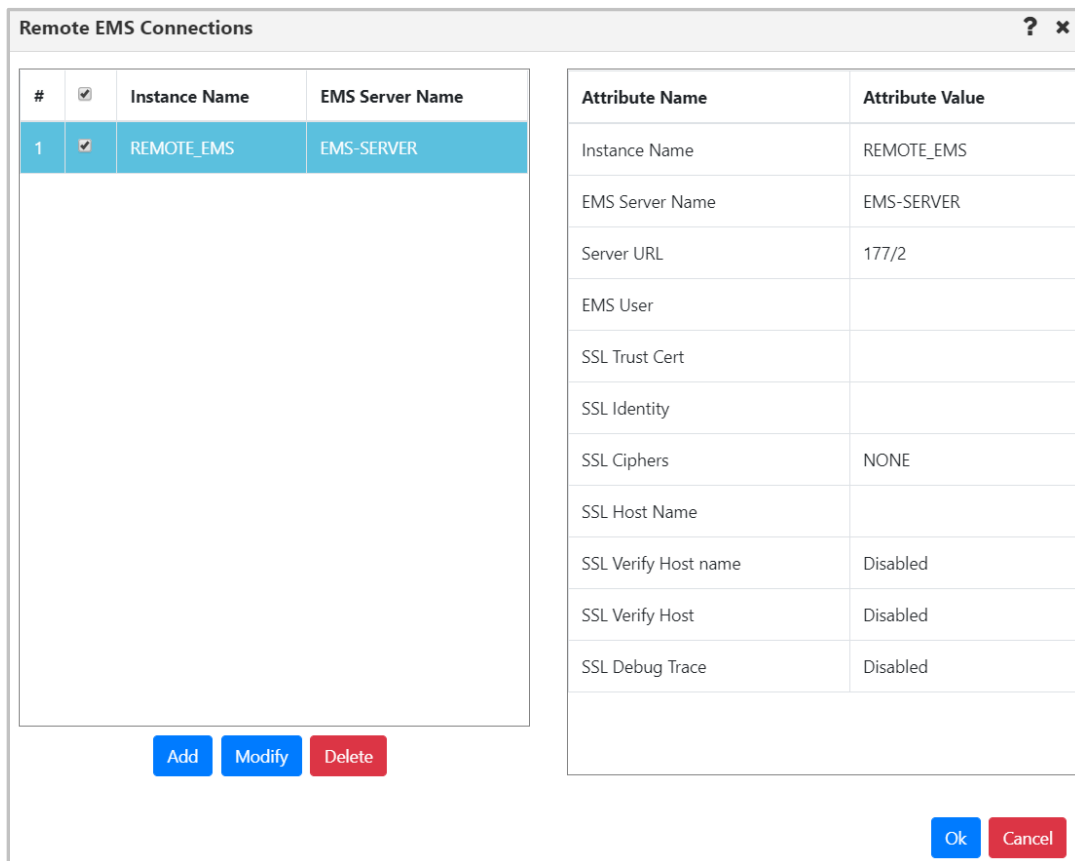 Remote EMS Connections ? ×
# Instance Name EMS Server Name
1 REMOTE_EMS EMS-SERVER
Add Modify Delete
Attribute Name Attribute Value
Instance Name REMOTE_EMS
EMS Server Name EMS-SERVER
Server URL 177/2
EMS User
SSL Trust Cert
SSL Identity
SSL Ciphers NONE
SSL Host Name
SSL Verify Host name Disabled
SSL Verify Host Disabled
SSL Debug Trace Disabled
Ok Cancel